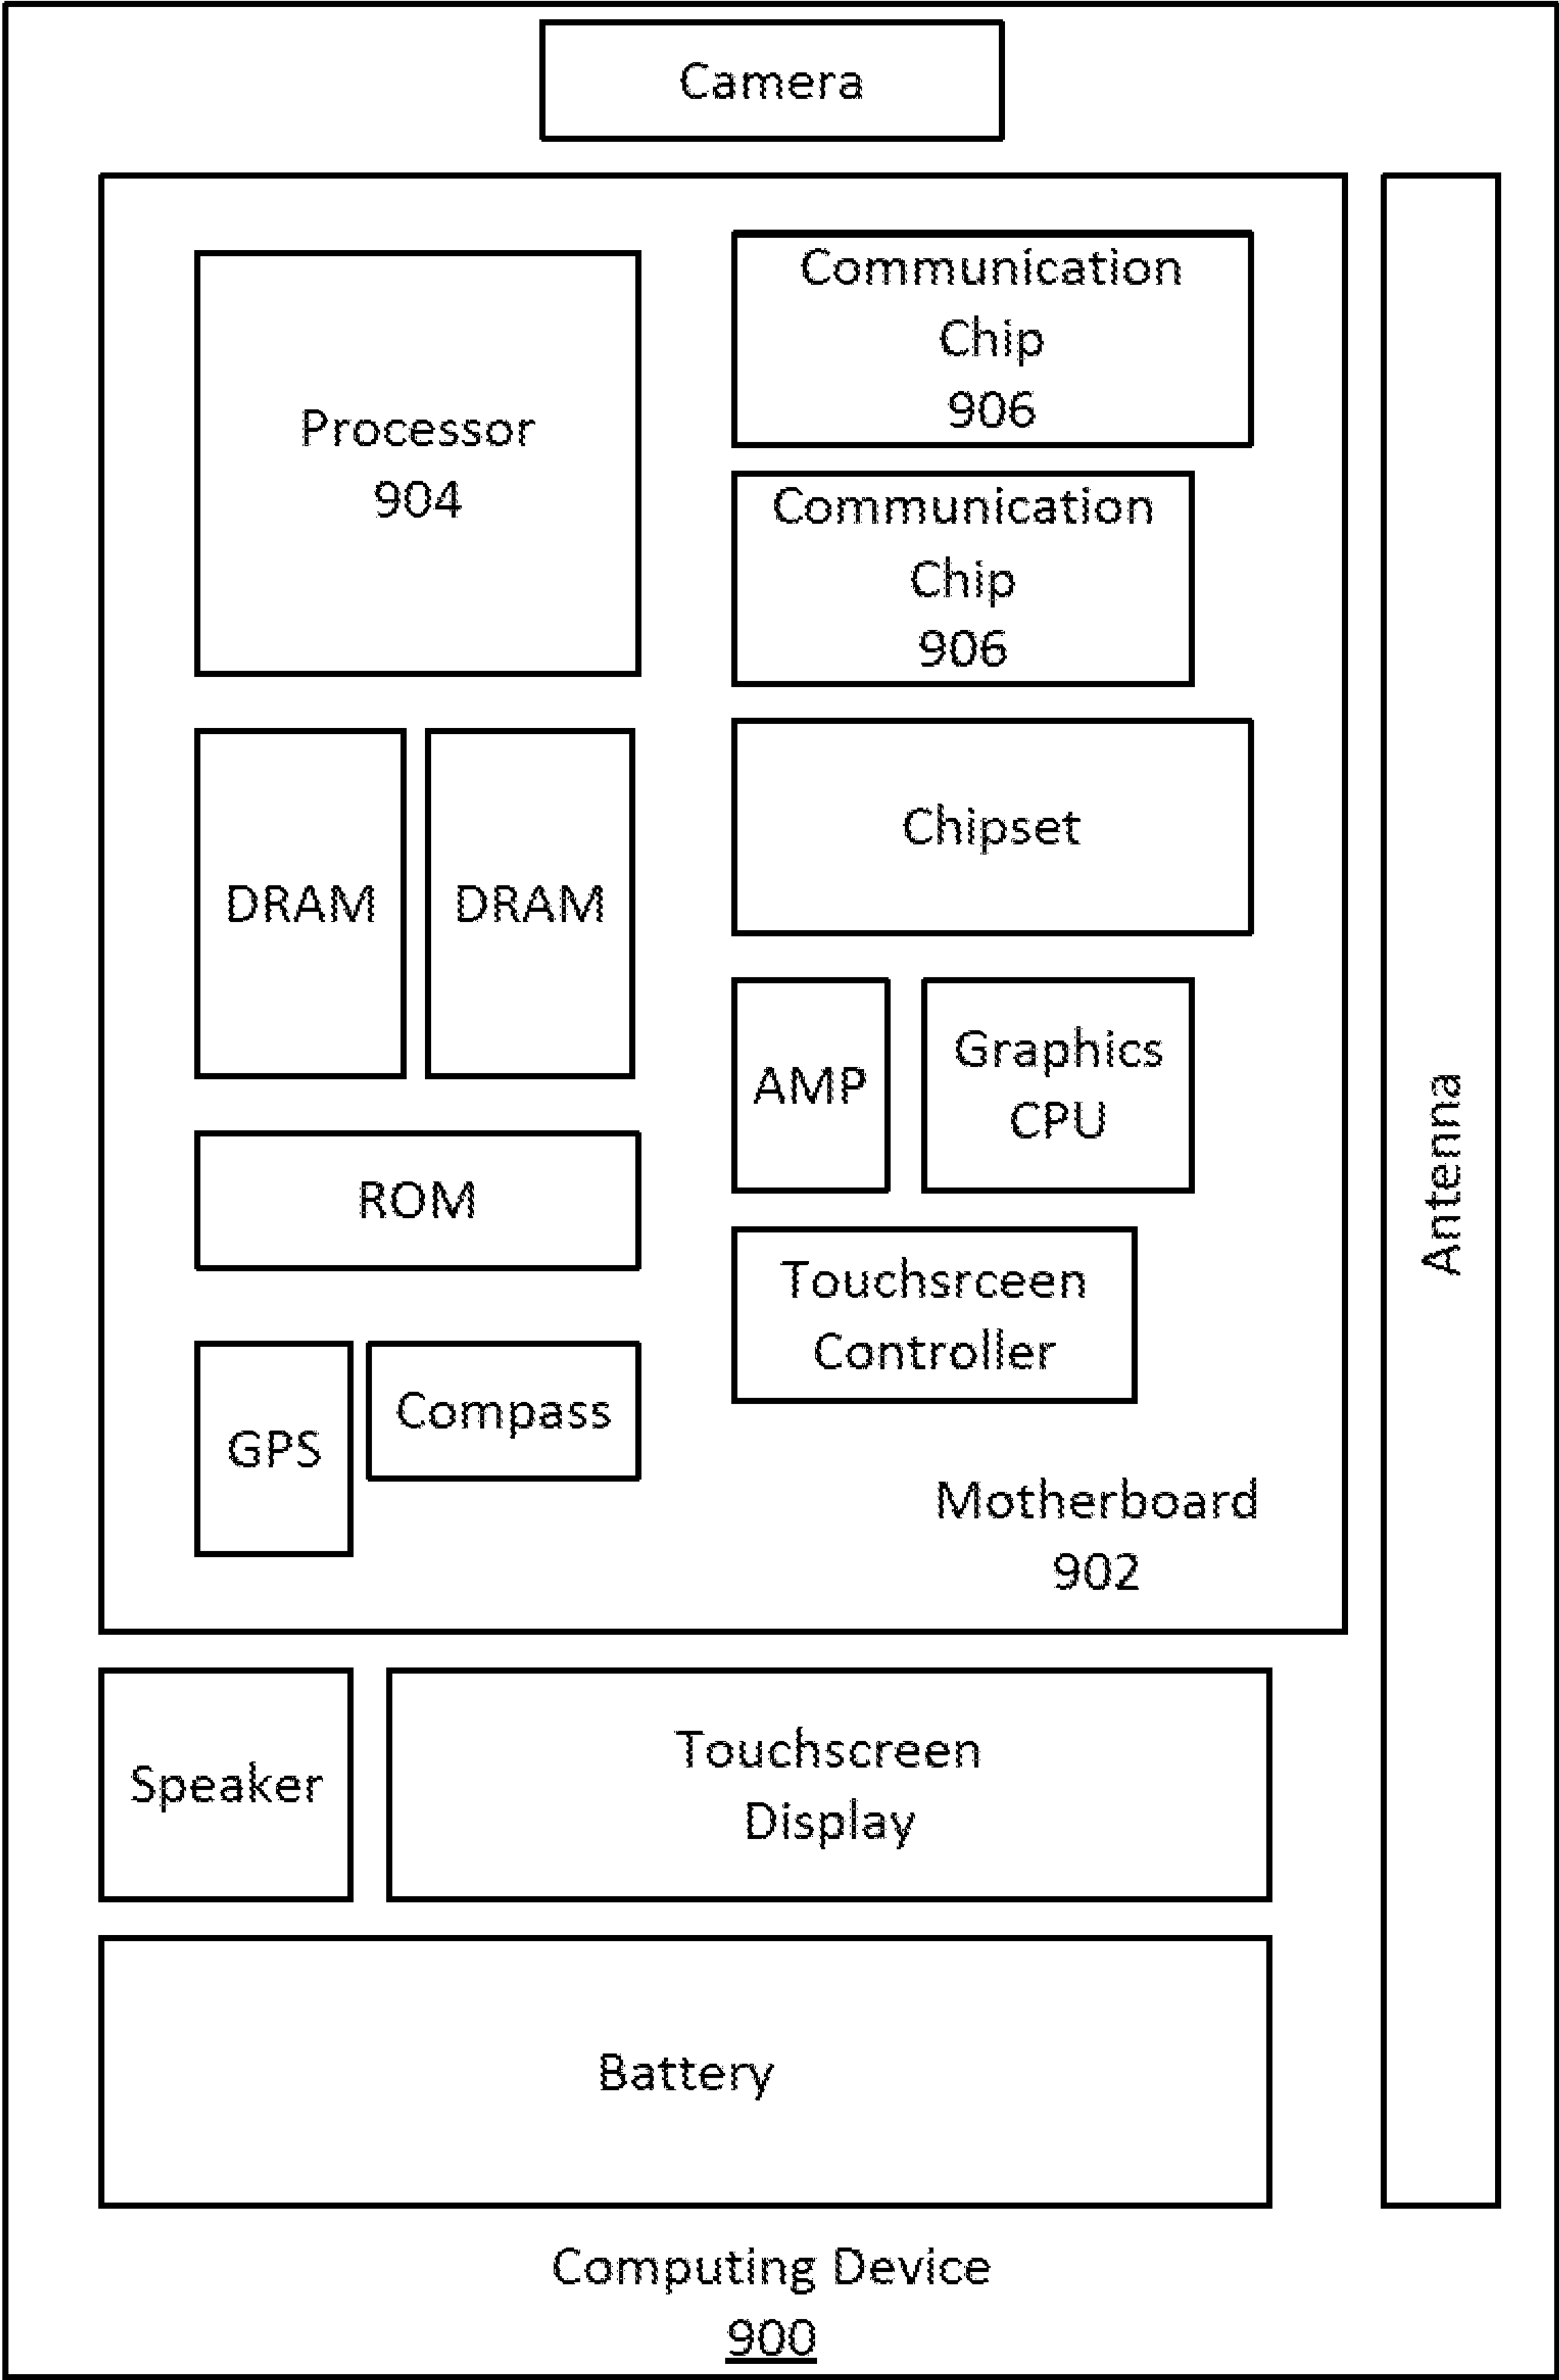 Camera
Communication
Chip
906
Processor
904
Communication
Chip
906
Chipset
DRAM
DRAM
AMP
Graphics
CPU
ROM
Touchsrceen
Controller
GPS
Compass
Motherboard
902
Antenna
Speaker
Touchscreen
Display
Battery
Computing Device
900